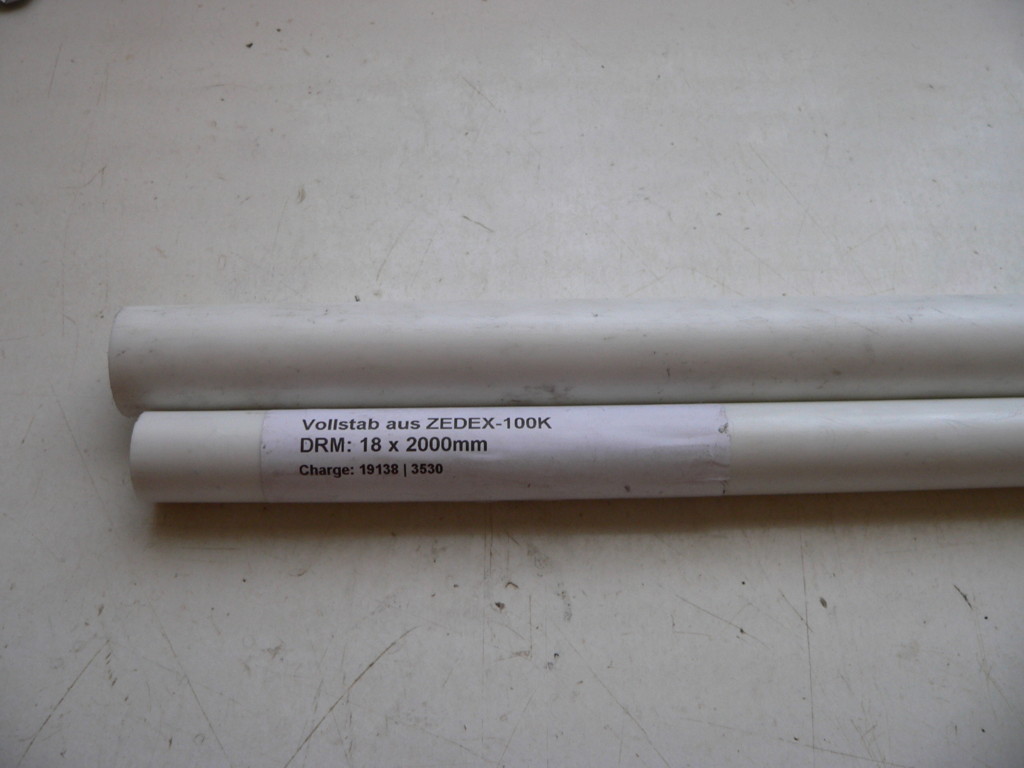 Vollstab aus ZEDEX-100K
DRM: 18 x 2000mm
Charge: 19138 | 3530